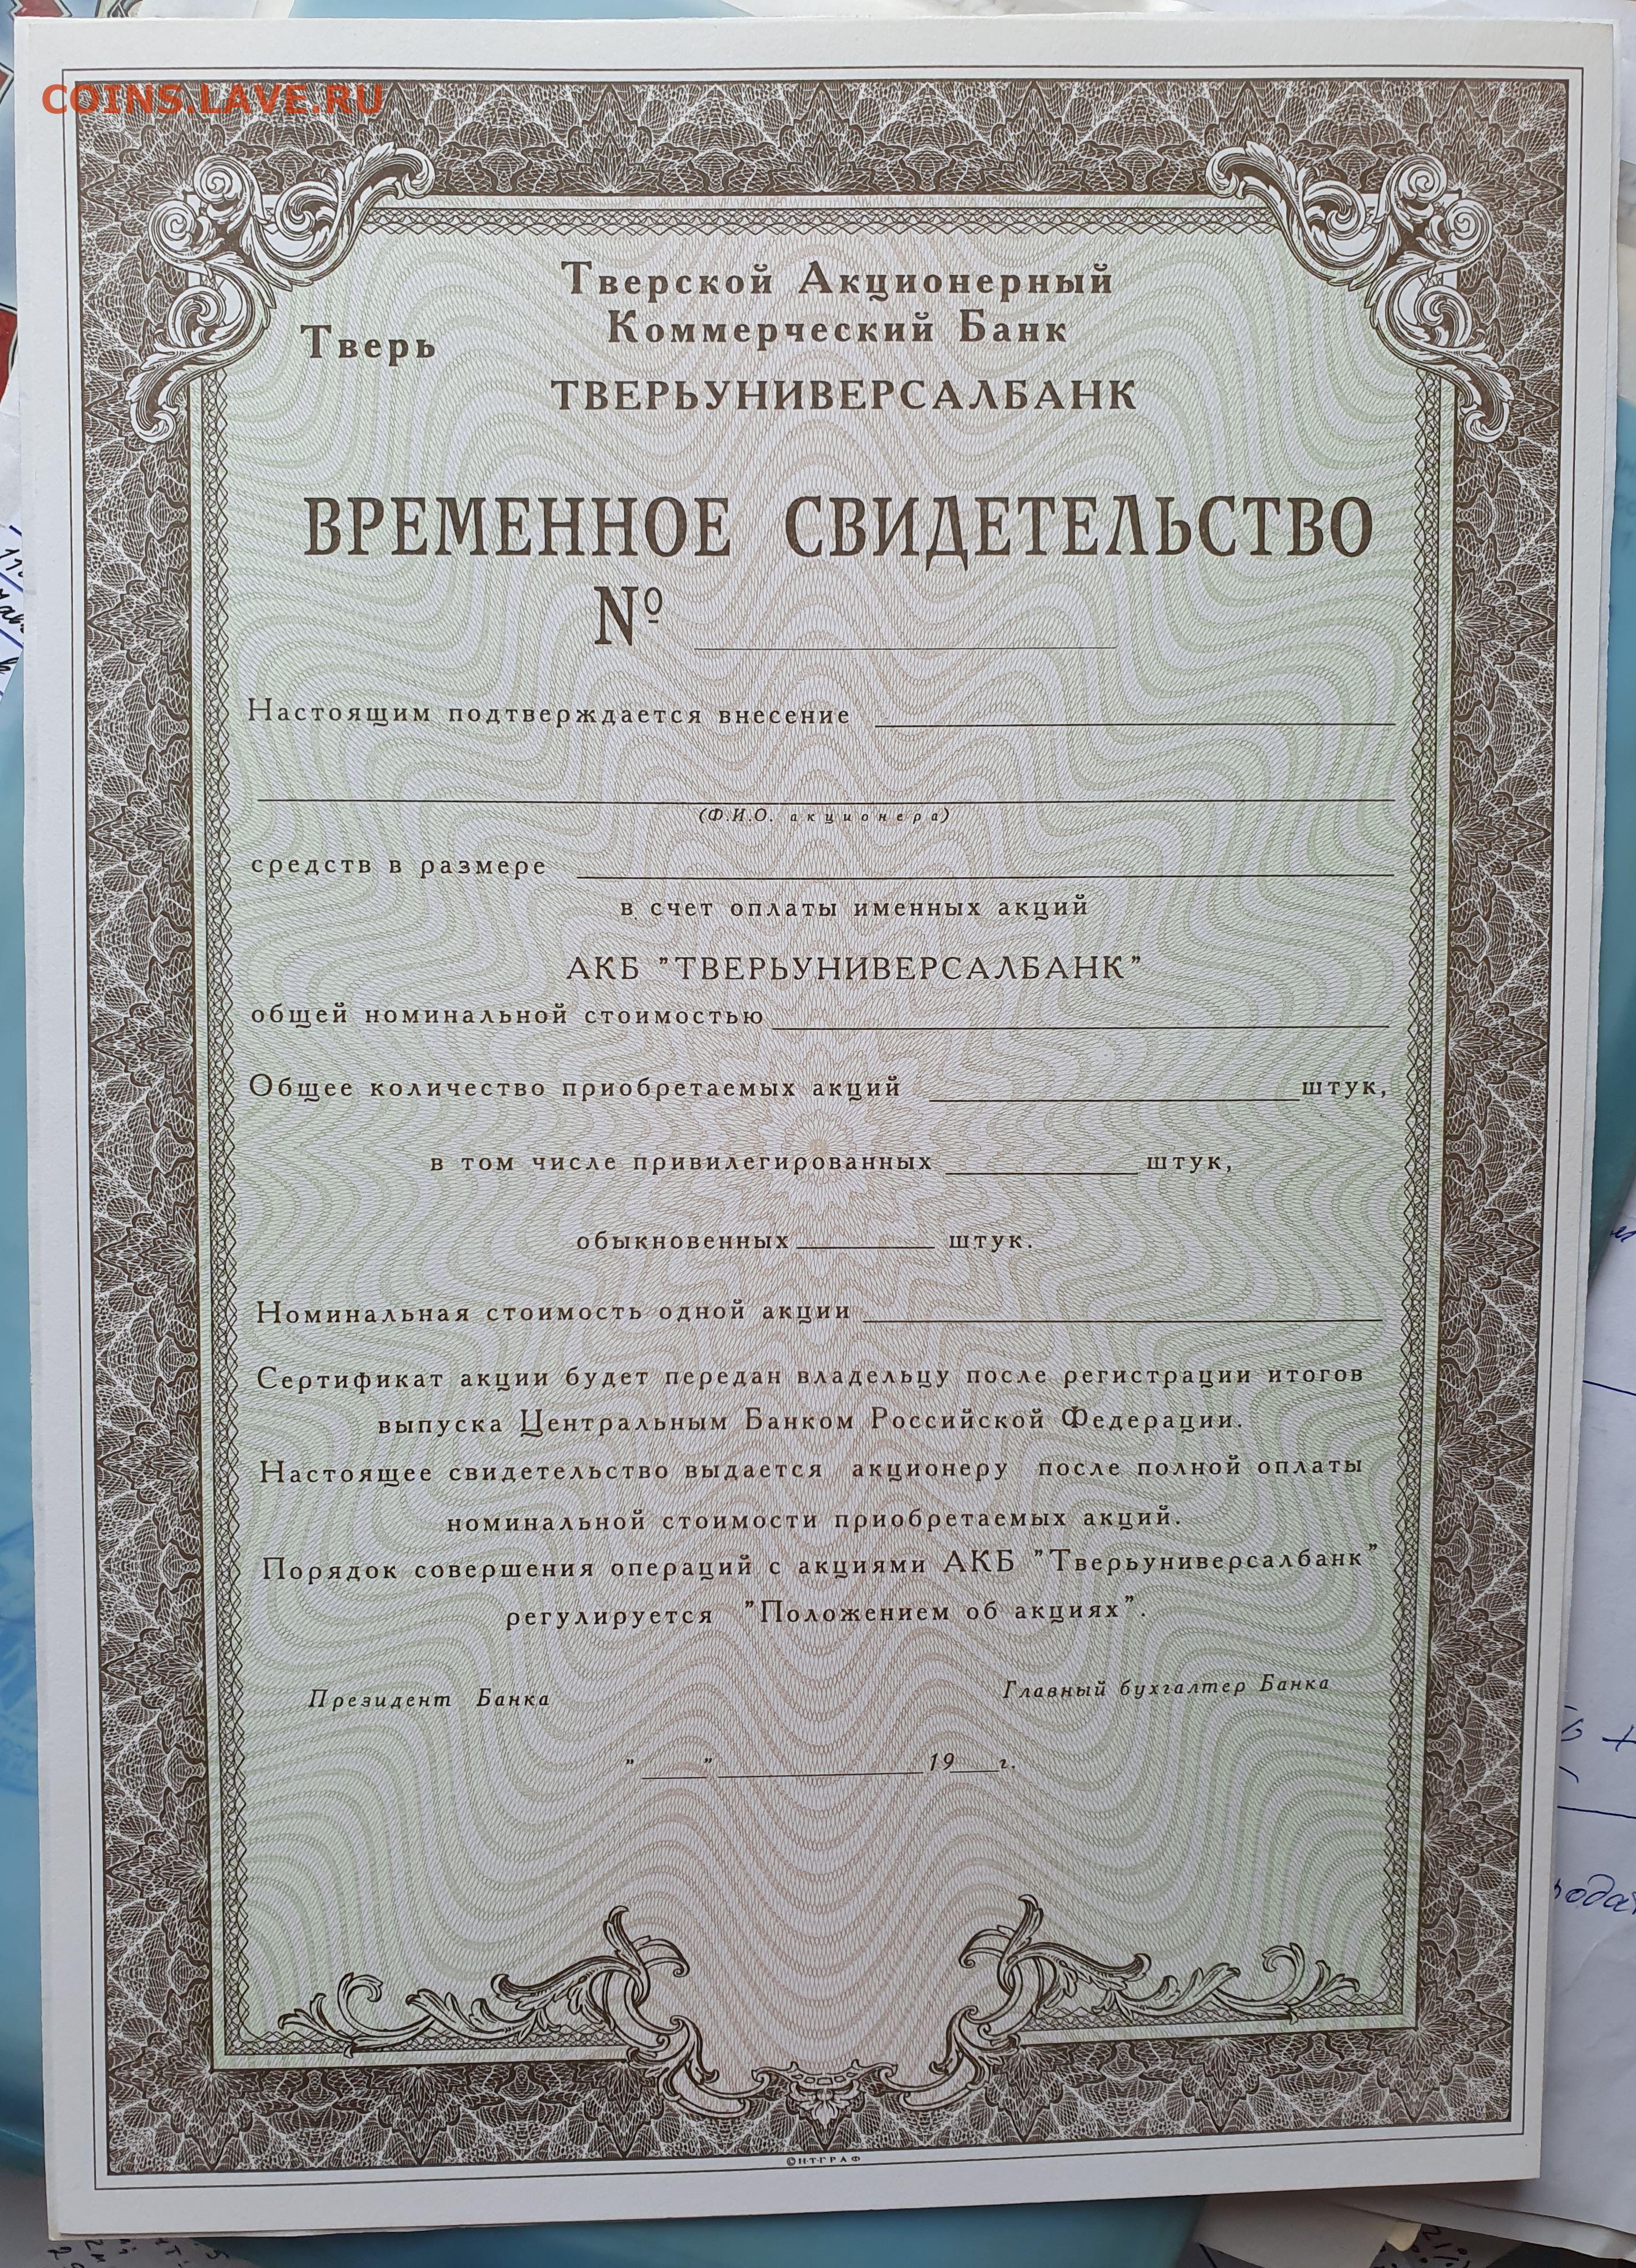 COINS.LAVE.RU
Тверской Акционерный
Коммерческий Банк
Тверь
ТВЕРЬУНИВЕРСАЛБАНК
ВРЕМЕННОЕ СВИДЕТЕЛЬСТВО
№
Настоящим подтверждается внесение
(Ф.И.О. акционера)
средств в размере
в счет оплаты именных акций
АКБ "ТВЕРЬУНИВЕРСАЛБАНК"
общей номинальной стоимостью
Общее количество приобретаемых акций штук,
в том числе привилегированных штук,
обыкновенных штук.
Номинальная стоимость одной акции
Сертификат акции будет передан владельцу после регистрации итогов
выпуска Центральным Банком Российской Федерации.
Настоящее свидетельство выдается акционеру после полной оплаты
номинальной стоимости приобретаемых акций.
Порядок совершения операций с акциями АКБ "Тверьуниверсалбанк"
регулируется "Положением об акциях".
Президент Банка Главный бухгалтер Банка
" " 19 г.
©Н·Т·ГРАФ